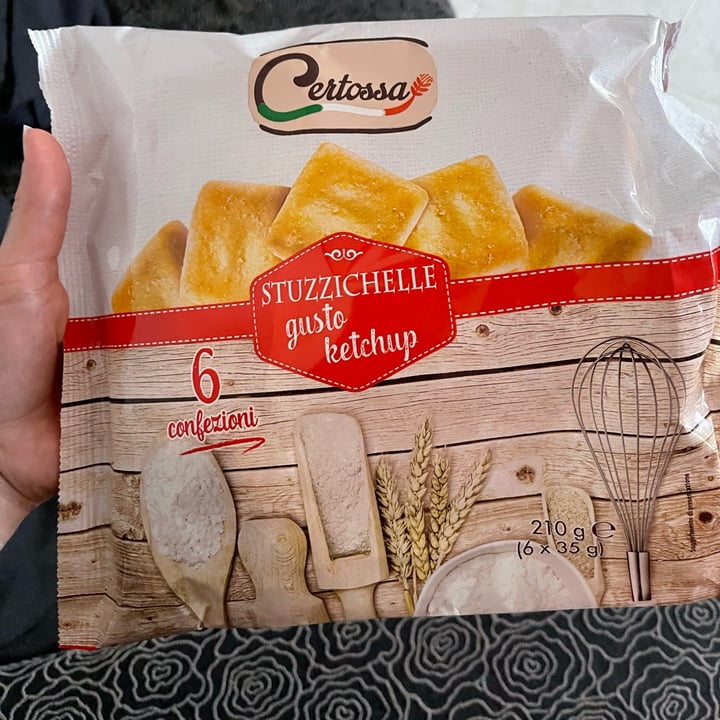 Certossa
STUZZICHELLE
gusto
ketchup
6
confezioni
210 g e
(6 x 35 g)